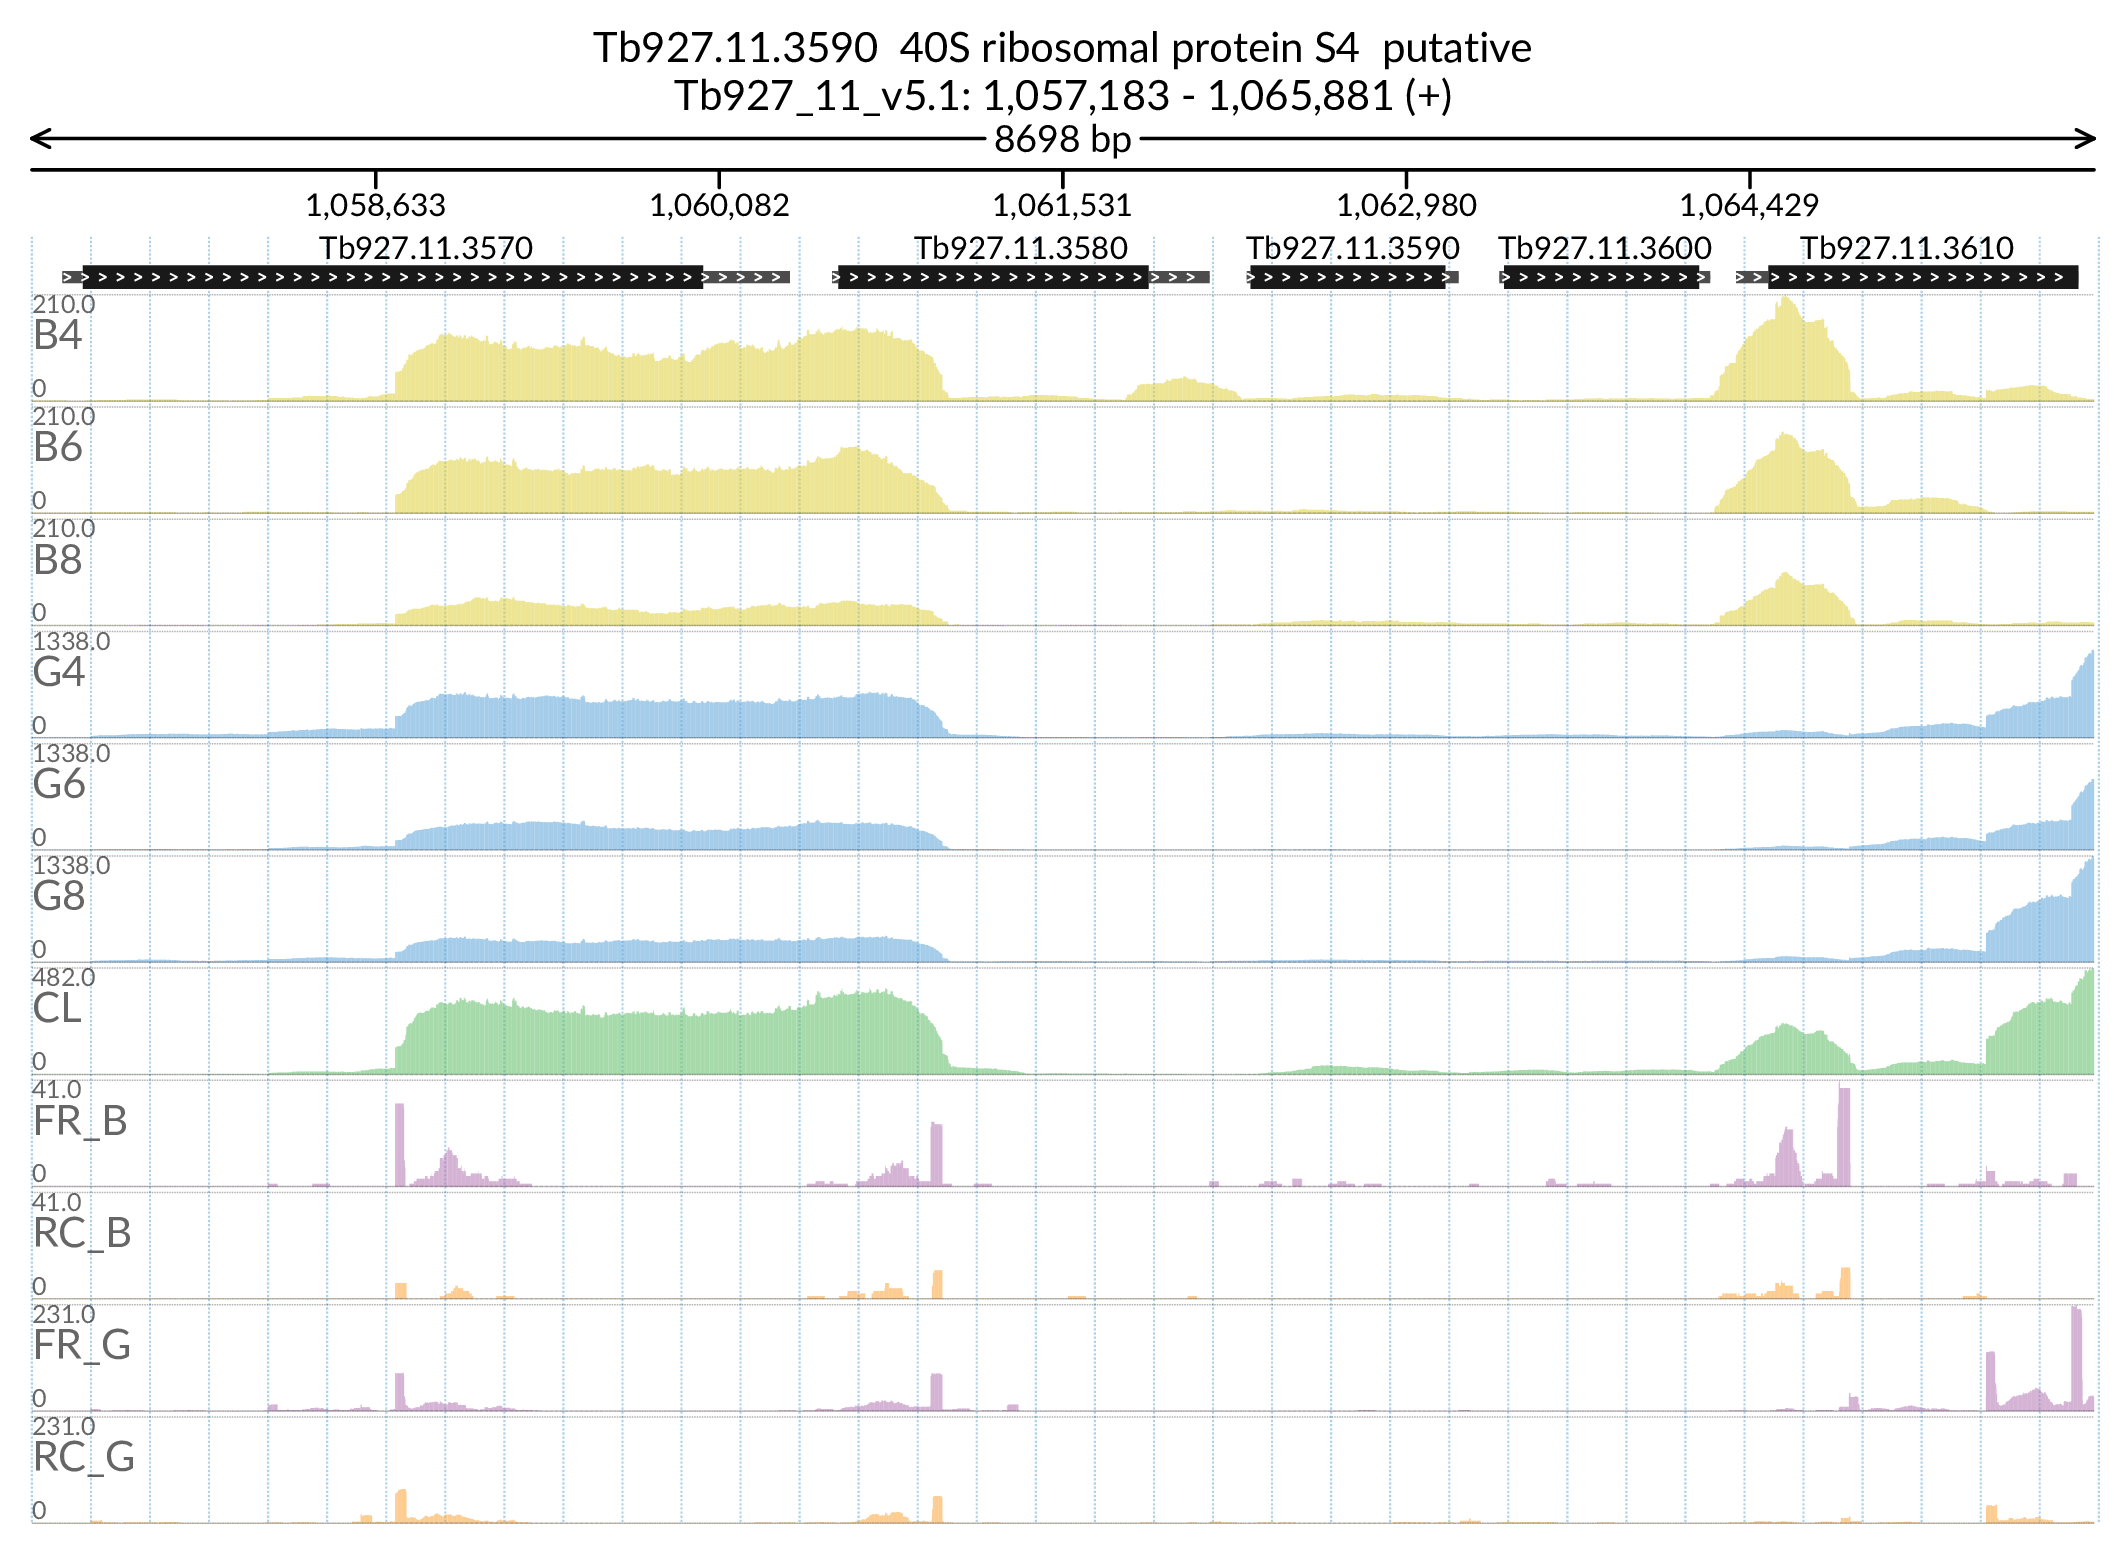 Tb927.11.3590  40S ribosomal protein S4  putative
Tb927_11_v5.1: 1,057,183 - 1,065,881 (+)
8698 bp
1,058,633 1,060,082 1,061,531 1,062,980 1,064,429
Tb927.11.3570 Tb927.11.3580 Tb927.11.3590 Tb927.11.3600 Tb927.11.3610
210.0
B4
0
210.0
B6
0
210.0
B8
0
1338.0
G4
0
1338.0
G6
0
1338.0
G8
0
482.0
CL
0
41.0
FR_B
0
41.0
RC_B
0
231.0
FR_G
0
231.0
RC_G
0